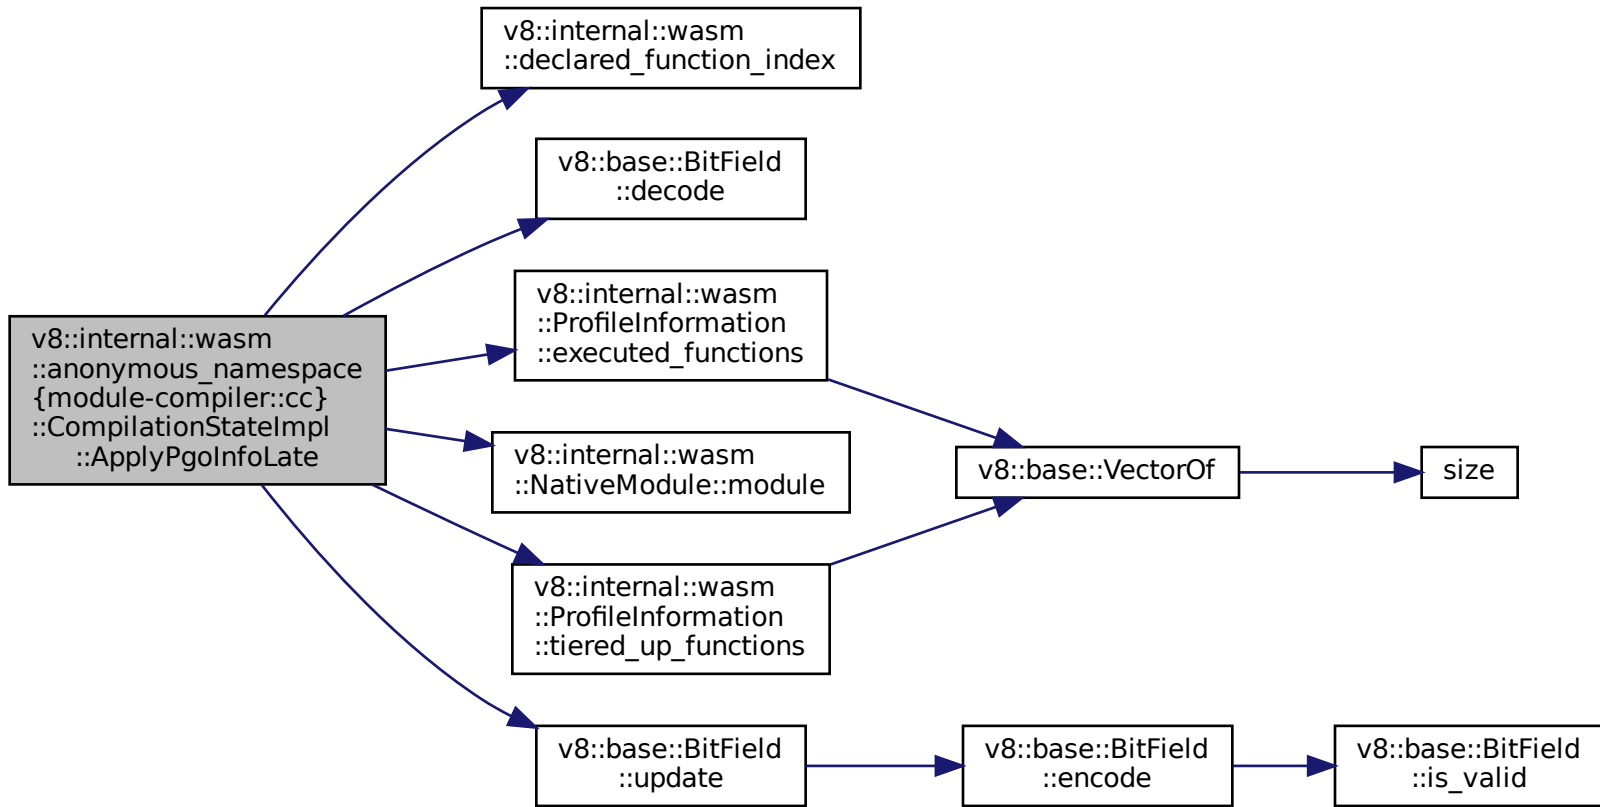 v8::internal::wasm
::declared_function_index
v8::base::BitField
::decode
v8::internal::wasm
::ProfileInformation
::executed_functions
v8::internal::wasm
::anonymous_namespace
{module-compiler::cc}
::CompilationStateImpl
::ApplyPgoInfoLate
v8::internal::wasm
::NativeModule::module
v8::base::VectorOf
size
v8::internal::wasm
::ProfileInformation
::tiered_up_functions
v8::base::BitField
::update
v8::base::BitField
::encode
v8::base::BitField
::is_valid